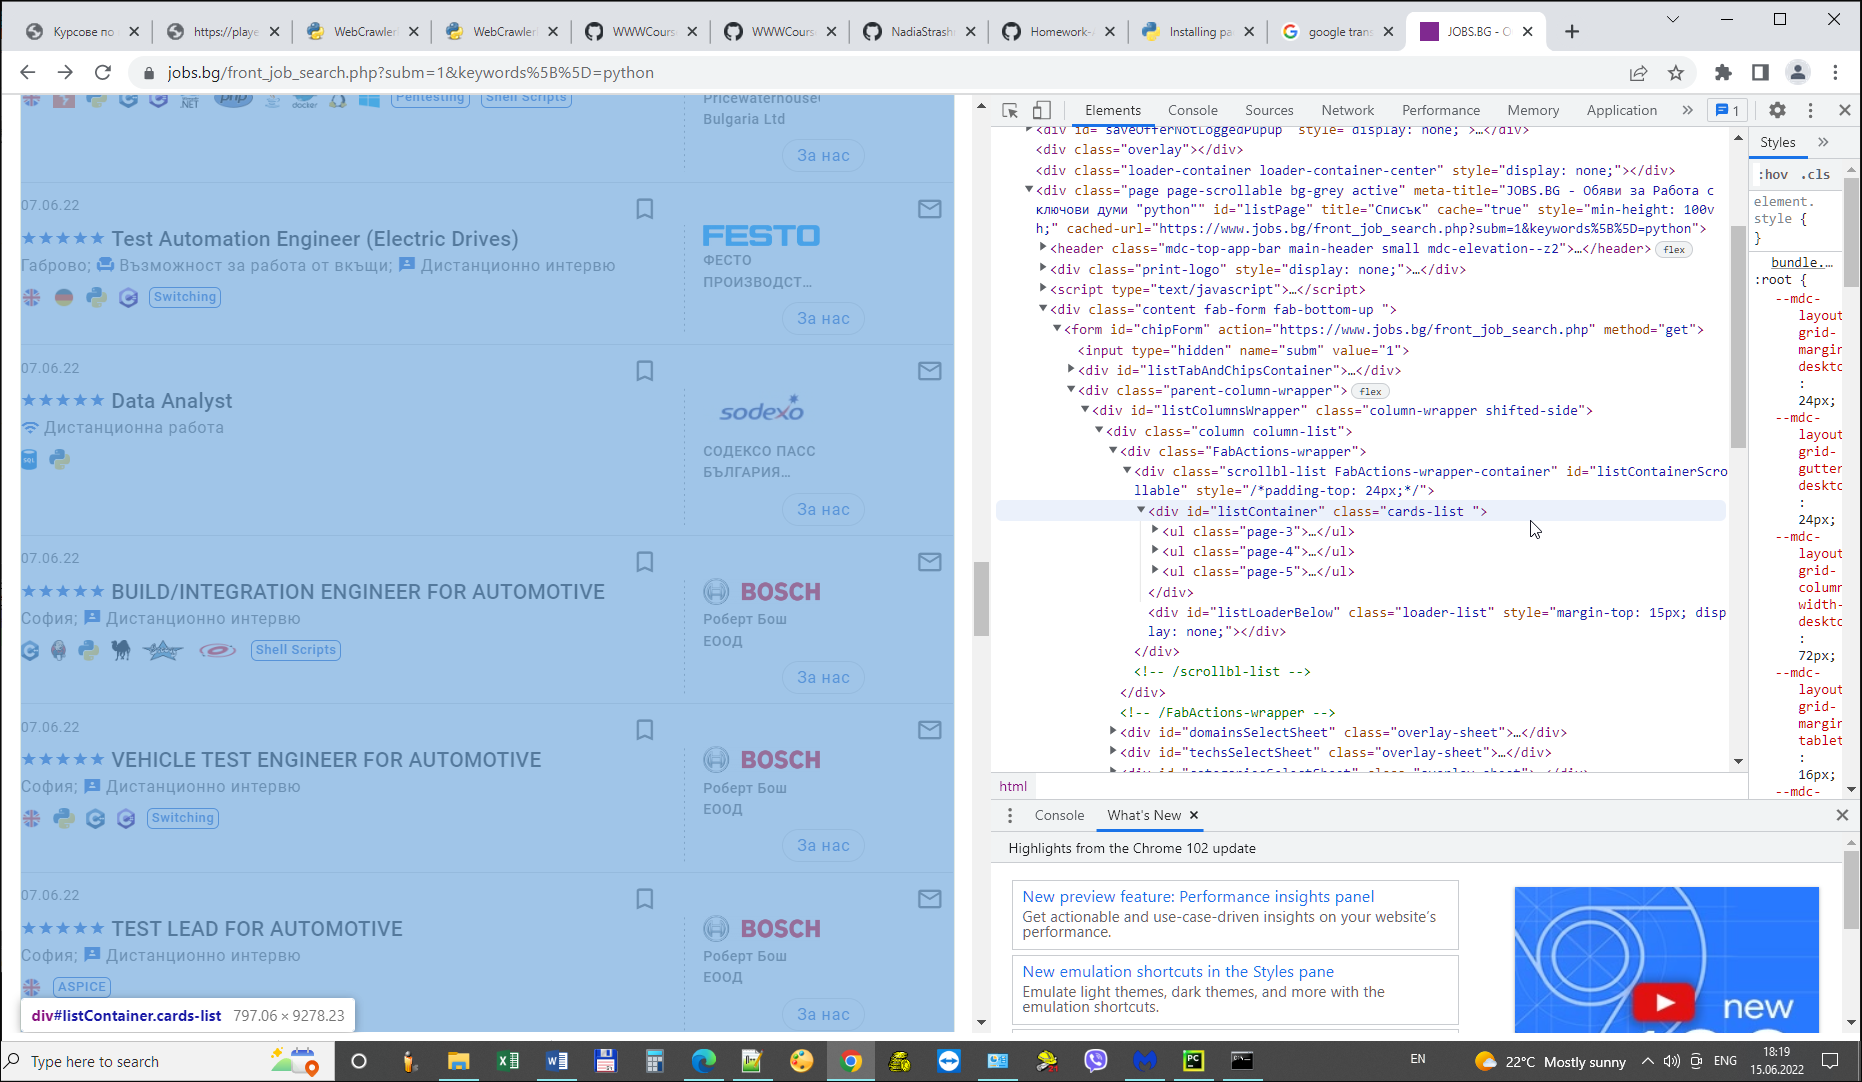 Курсове по
https://playe
WebCrawler
WebCrawler
WWWCours
WWWCours
NadiaStrash
Homework-
Installing pa
google trans
JOBS.BG - О
jobs.bg/front_job_search.php?subm=1&keywords%5B%5D=python
Pentesting
Shell Scripts
Bulgaria Ltd
За нас
07.06.22
Test Automation Engineer (Electric Drives)
Габрово; Възможност за работа от вкъщи; Дистанционно интервю
Switching
FESTO
ФЕСТО
ПРОИЗВОДСТ...
За нас
07.06.22
Data Analyst
Дистанционна работа
sodexo
СОДЕКСО ПАСС
БЪЛГАРИЯ...
За нас
07.06.22
BUILD/INTEGRATION ENGINEER FOR AUTOMOTIVE
София; Дистанционно интервю
Shell Scripts
BOSCH
Роберт Бош
ЕООД
За нас
07.06.22
VEHICLE TEST ENGINEER FOR AUTOMOTIVE
София; Дистанционно интервю
Switching
BOSCH
Роберт Бош
ЕООД
За нас
07.06.22
TEST LEAD FOR AUTOMOTIVE
София; Дистанционно интервю
ASPICE
BOSCH
Роберт Бош
ЕООД
За нас
div#listContainer.cards-list 797.06 × 9278.23
Elements Console Sources Network Performance Memory Application » 1
<div id="saveOfferNotLoggedPupup" style="display: none;">…</div>
<div class="overlay"></div>
<div class="loader-container loader-container-center" style="display: none;"></div>
<div class="page page-scrollable bg-grey active" meta-title="JOBS.BG - Обяви за Работа с
ключови думи "python"" id="listPage" title="Списък" cache="true" style="min-height: 100v
h;" cached-url="https://www.jobs.bg/front_job_search.php?subm=1&keywords%5B%5D=python">
<header class="mdc-top-app-bar main-header small mdc-elevation--z2">…</header> flex
<div class="print-logo" style="display: none;">…</div>
<script type="text/javascript">…</script>
<div class="content fab-form fab-bottom-up ">
<form id="chipForm" action="https://www.jobs.bg/front_job_search.php" method="get">
<input type="hidden" name="subm" value="1">
<div id="listTabAndChipsContainer">…</div>
<div class="parent-column-wrapper"> flex
<div id="listColumnsWrapper" class="column-wrapper shifted-side">
<div class="column column-list">
<div class="FabActions-wrapper">
<div class="scrollbl-list FabActions-wrapper-container" id="listContainerScro
llable" style="/*padding-top: 24px;*/">
<div id="listContainer" class="cards-list ">
<ul class="page-3">…</ul>
<ul class="page-4">…</ul>
<ul class="page-5">…</ul>
</div>
<div id="listLoaderBelow" class="loader-list" style="margin-top: 15px; disp
lay: none;"></div>
</div>
<!-- /scrollbl-list -->
</div>
<!-- /FabActions-wrapper -->
<div id="domainsSelectSheet" class="overlay-sheet">…</div>
<div id="techsSelectSheet" class="overlay-sheet">…</div>
html
Styles »
:hov .cls
element.
style {
}
bundle.…
:root {
--mdc-
layout
grid-
margin
deskto
:
24px;
--mdc-
layout
grid-
gutter
deskto
:
24px;
--mdc-
layout
grid-
column
width-
deskto
:
72px;
--mdc-
layout
grid-
margin
tablet
:
16px;
--mdc-
Console What's New ×
Highlights from the Chrome 102 update
New preview feature: Performance insights panel
Get actionable and use-case-driven insights on your website's
performance.
New emulation shortcuts in the Styles pane
Emulate light themes, dark themes, and more with the
emulation shortcuts.
new
Type here to search
EN
22°C Mostly sunny
ENG
18:19
15.06.2022